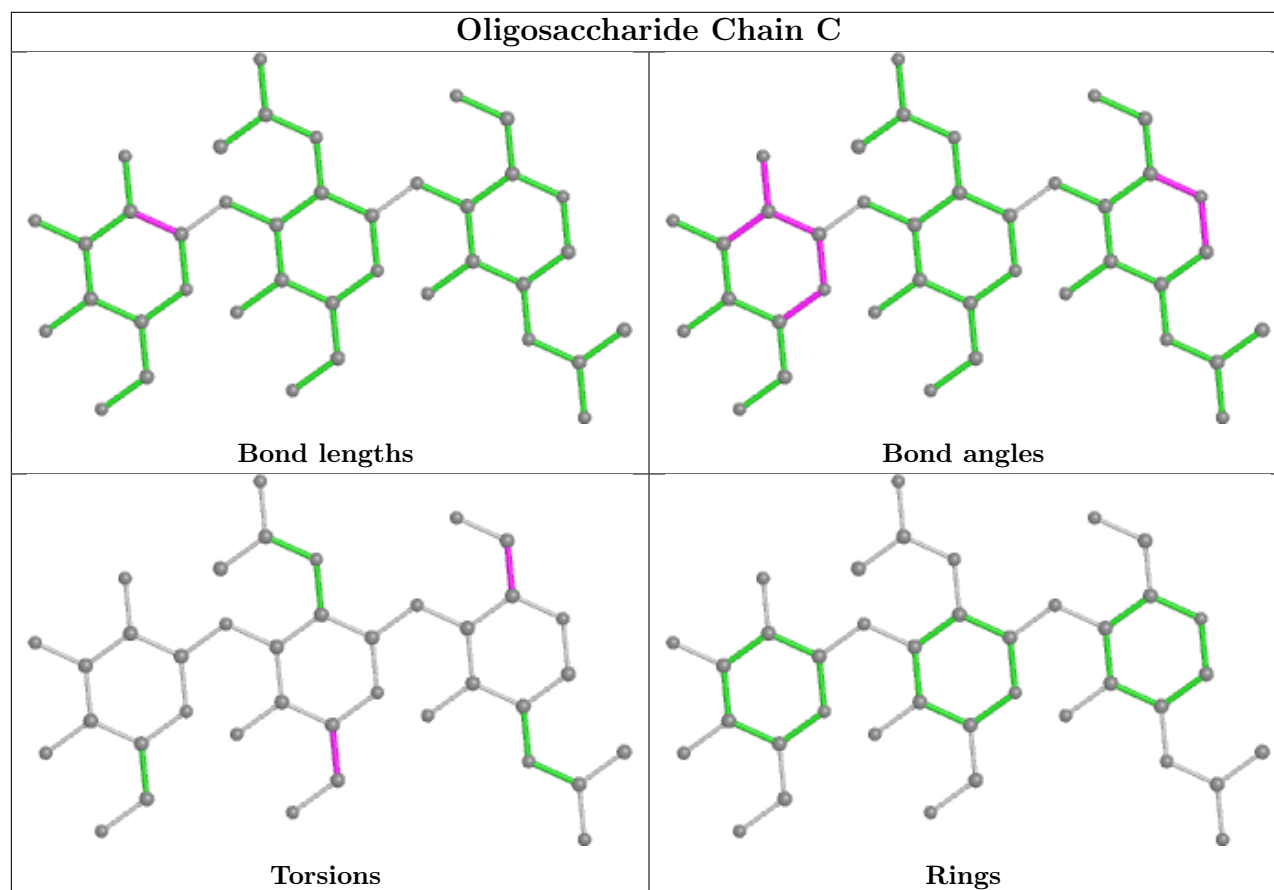 Oligosaccharide Chain C
Bond lengths
Bond angles
Torsions
Rings